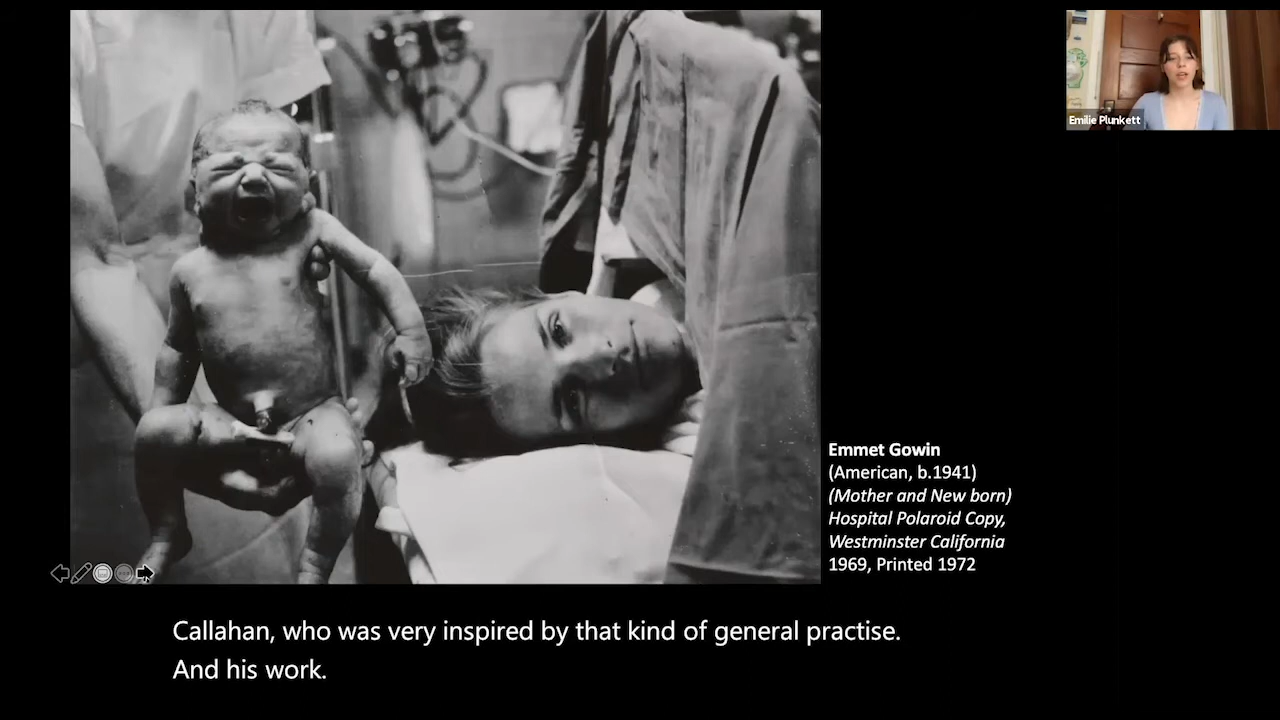 Emilie Plunkett
Emmet Gowin
(American, b.1941)
(Mother and New born)
Hospital Polaroid Copy,
Westminster California
1969, Printed 1972
Callahan, who was very inspired by that kind of general practise.
And his work.